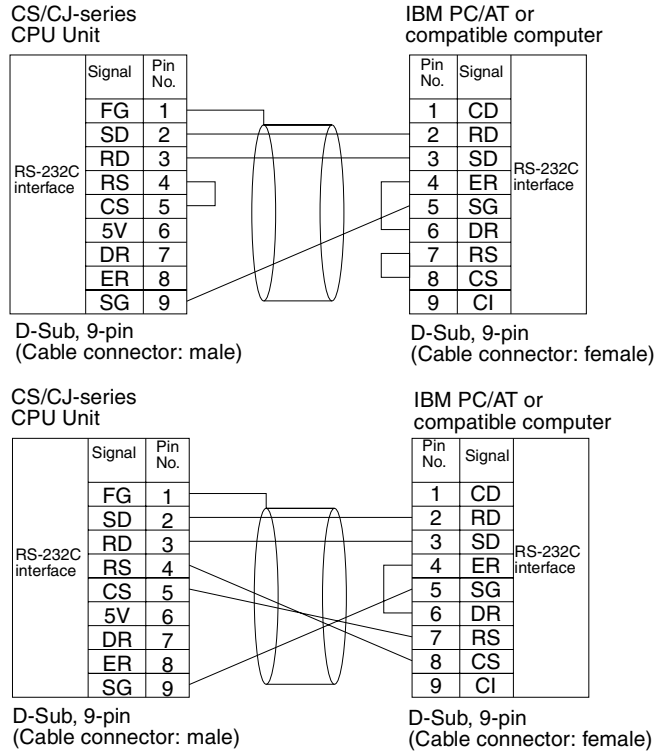 CS/CJ-series
CPU Unit
IBM PC/AT or
compatible computer
RS-232C
interface
Signal
Pin
No.
FG 1
SD 2
RD 3
RS 4
CS 5
5V 6
DR 7
ER 8
SG 9
Pin
No.
Signal
1 CD
2 RD
3 SD
4 ER
5 SG
6 DR
7 RS
8 CS
9 CI
RS-232C
interface
D-Sub, 9-pin
(Cable connector: male)
D-Sub, 9-pin
(Cable connector: female)
CS/CJ-series
CPU Unit
IBM PC/AT or
compatible computer
RS-232C
interface
Signal
Pin
No.
FG 1
SD 2
RD 3
RS 4
CS 5
5V 6
DR 7
ER 8
SG 9
Pin
No.
Signal
1 CD
2 RD
3 SD
4 ER
5 SG
6 DR
7 RS
8 CS
9 CI
RS-232C
interface
D-Sub, 9-pin
(Cable connector: male)
D-Sub, 9-pin
(Cable connector: female)